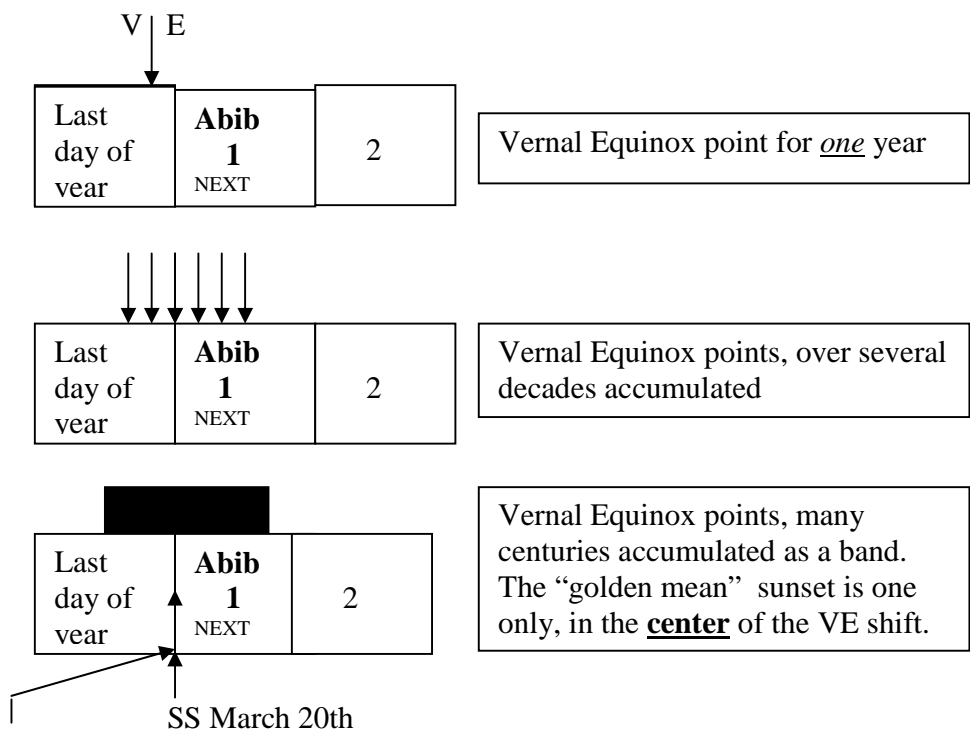 V E
Last
day of
year
Abib
1
NEXT
2
Vernal Equinox point for one year
Last
day of
year
Abib
1
NEXT
2
Vernal Equinox points, over several
decades accumulated
Last
day of
year
Abib
1
NEXT
2
Vernal Equinox points, many
centuries accumulated as a band.
The “golden mean” sunset is one
only, in the center of the VE shift.
SS March 20th